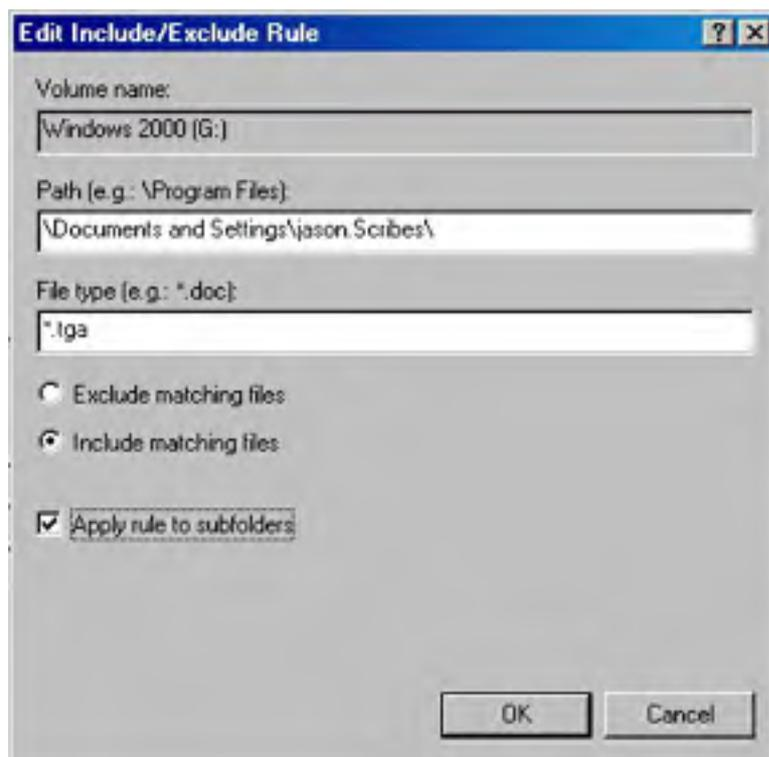 Edit Include/Exclude Rule
Volume name:
Windows 2000 (G:)
Path (e.g.: \Program Files):
\Documents and Settings\jason.Scribes\
File type (e.g.: *.doc):
*.tga
Exclude matching files
Include matching files
Apply rule to subfolders
OK Cancel